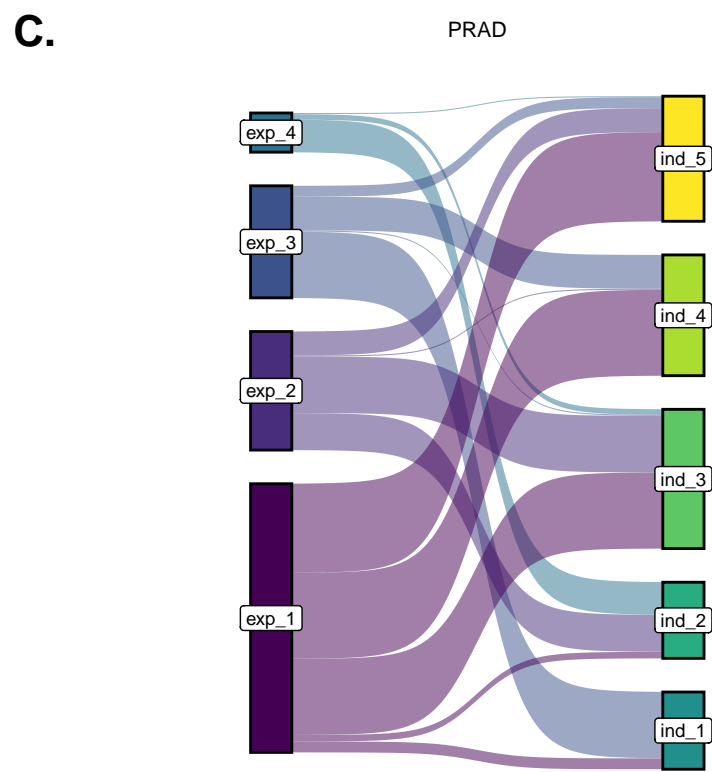 C.
PRAD
exp_4
exp_3
exp_2
exp_1
ind_5
ind_4
ind_3
ind_2
ind_1